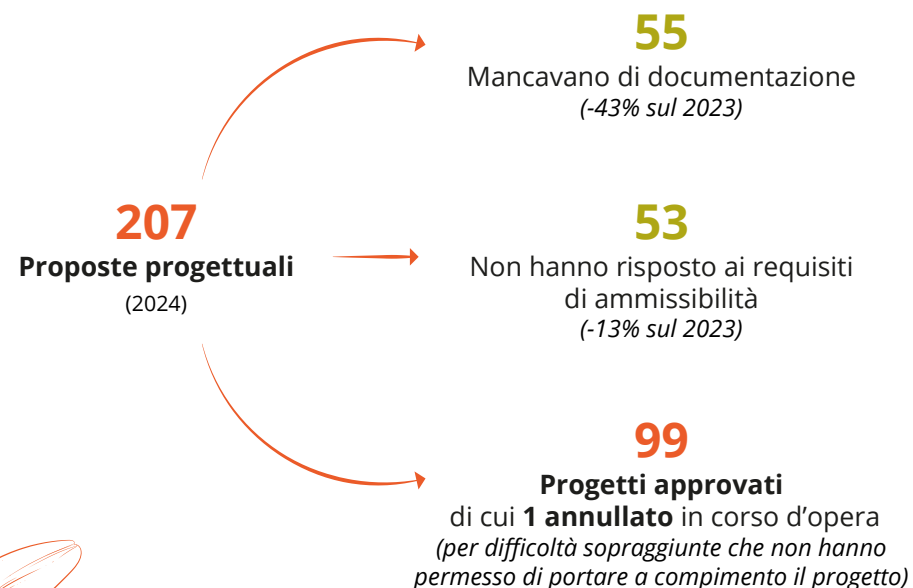 55
Mancavano di documentazione
(-43% sul 2023)
207
Proposte progettuali
(2024)
53
Non hanno risposto ai requisiti
di ammissibilità
(-13% sul 2023)
99
Progetti approvati
di cui 1 annullato in corso d’opera
(per difficoltà sopraggiunte che non hanno
permesso di portare a compimento il progetto)